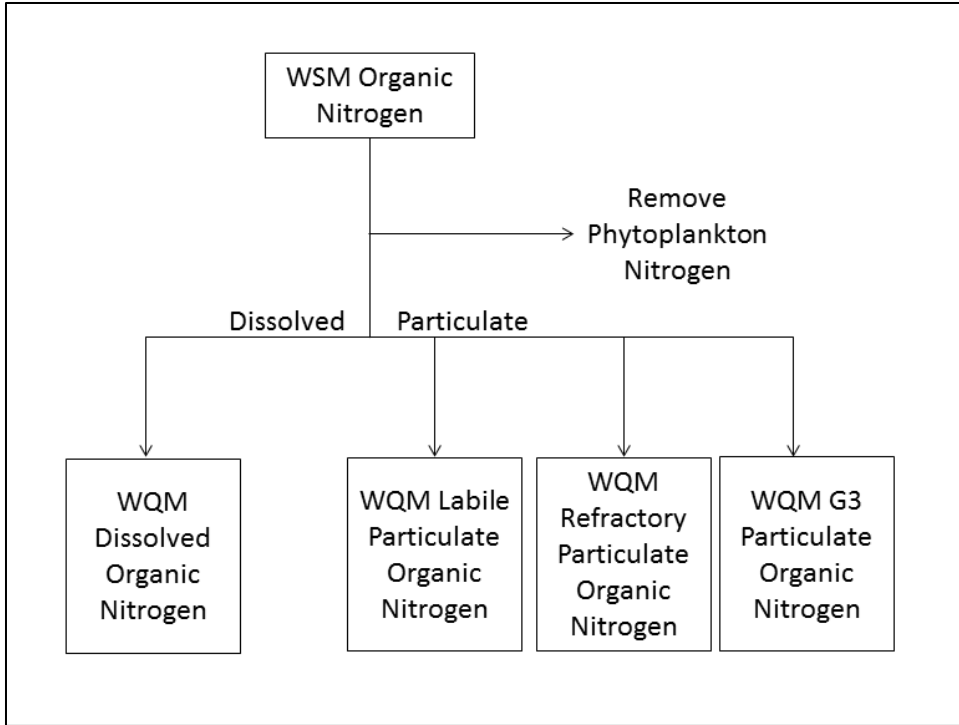 WSM Organic
Nitrogen
Remove
Phytoplankton
Nitrogen
Dissolved Particulate
WQM
Dissolved
Organic
Nitrogen
WQM Labile
Particulate
Organic
Nitrogen
WQM
Refractory
Particulate
Organic
Nitrogen
WQM G3
Particulate
Organic
Nitrogen